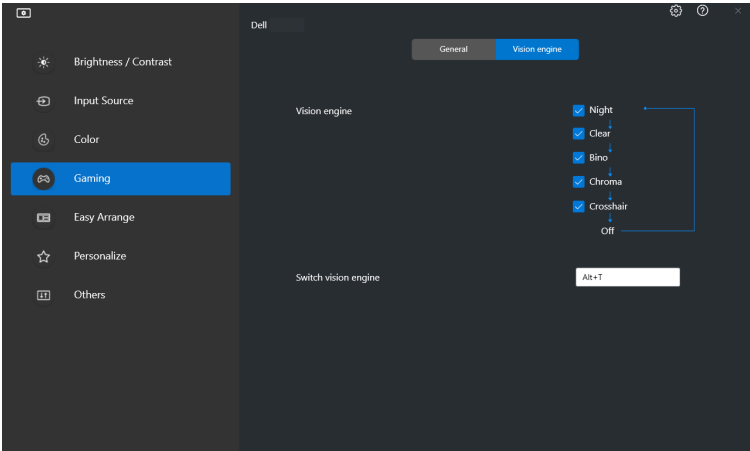 Dell
General
Vision engine
Brightness / Contrast
Input Source
Color
Gaming
Easy Arrange
Personalize
Others
Vision engine
Night
Clear
Bino
Chroma
Crosshair
Off
Switch vision engine
Alt+T